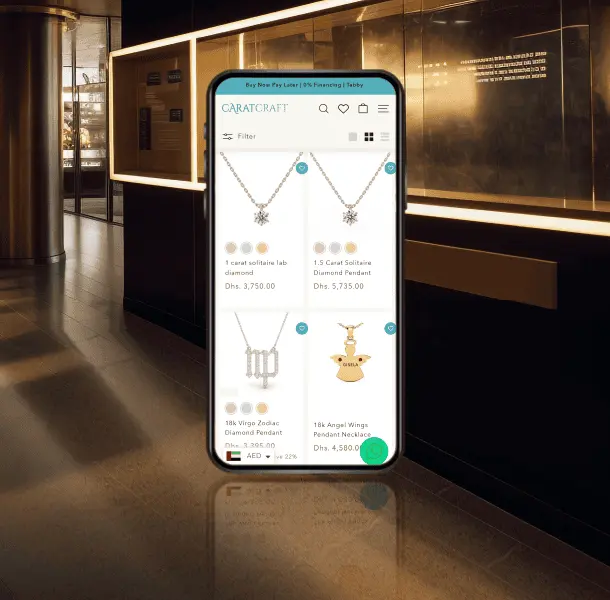 Buy Now Pay Later | 0% Financing | Tabby
CARATCRAFT
Filter
1 carat solitaire lab
diamond
Dhs. 3,750.00
1.5 Carat Solitaire
Diamond Pendant
Dhs. 5,735.00
GISELA
18k Virgo Zodiac
Diamond Pendant
Dhs. 3,395.00
18k Angel Wings
Pendant Necklace
Dhs. 4,580.00
AED
ve 22%